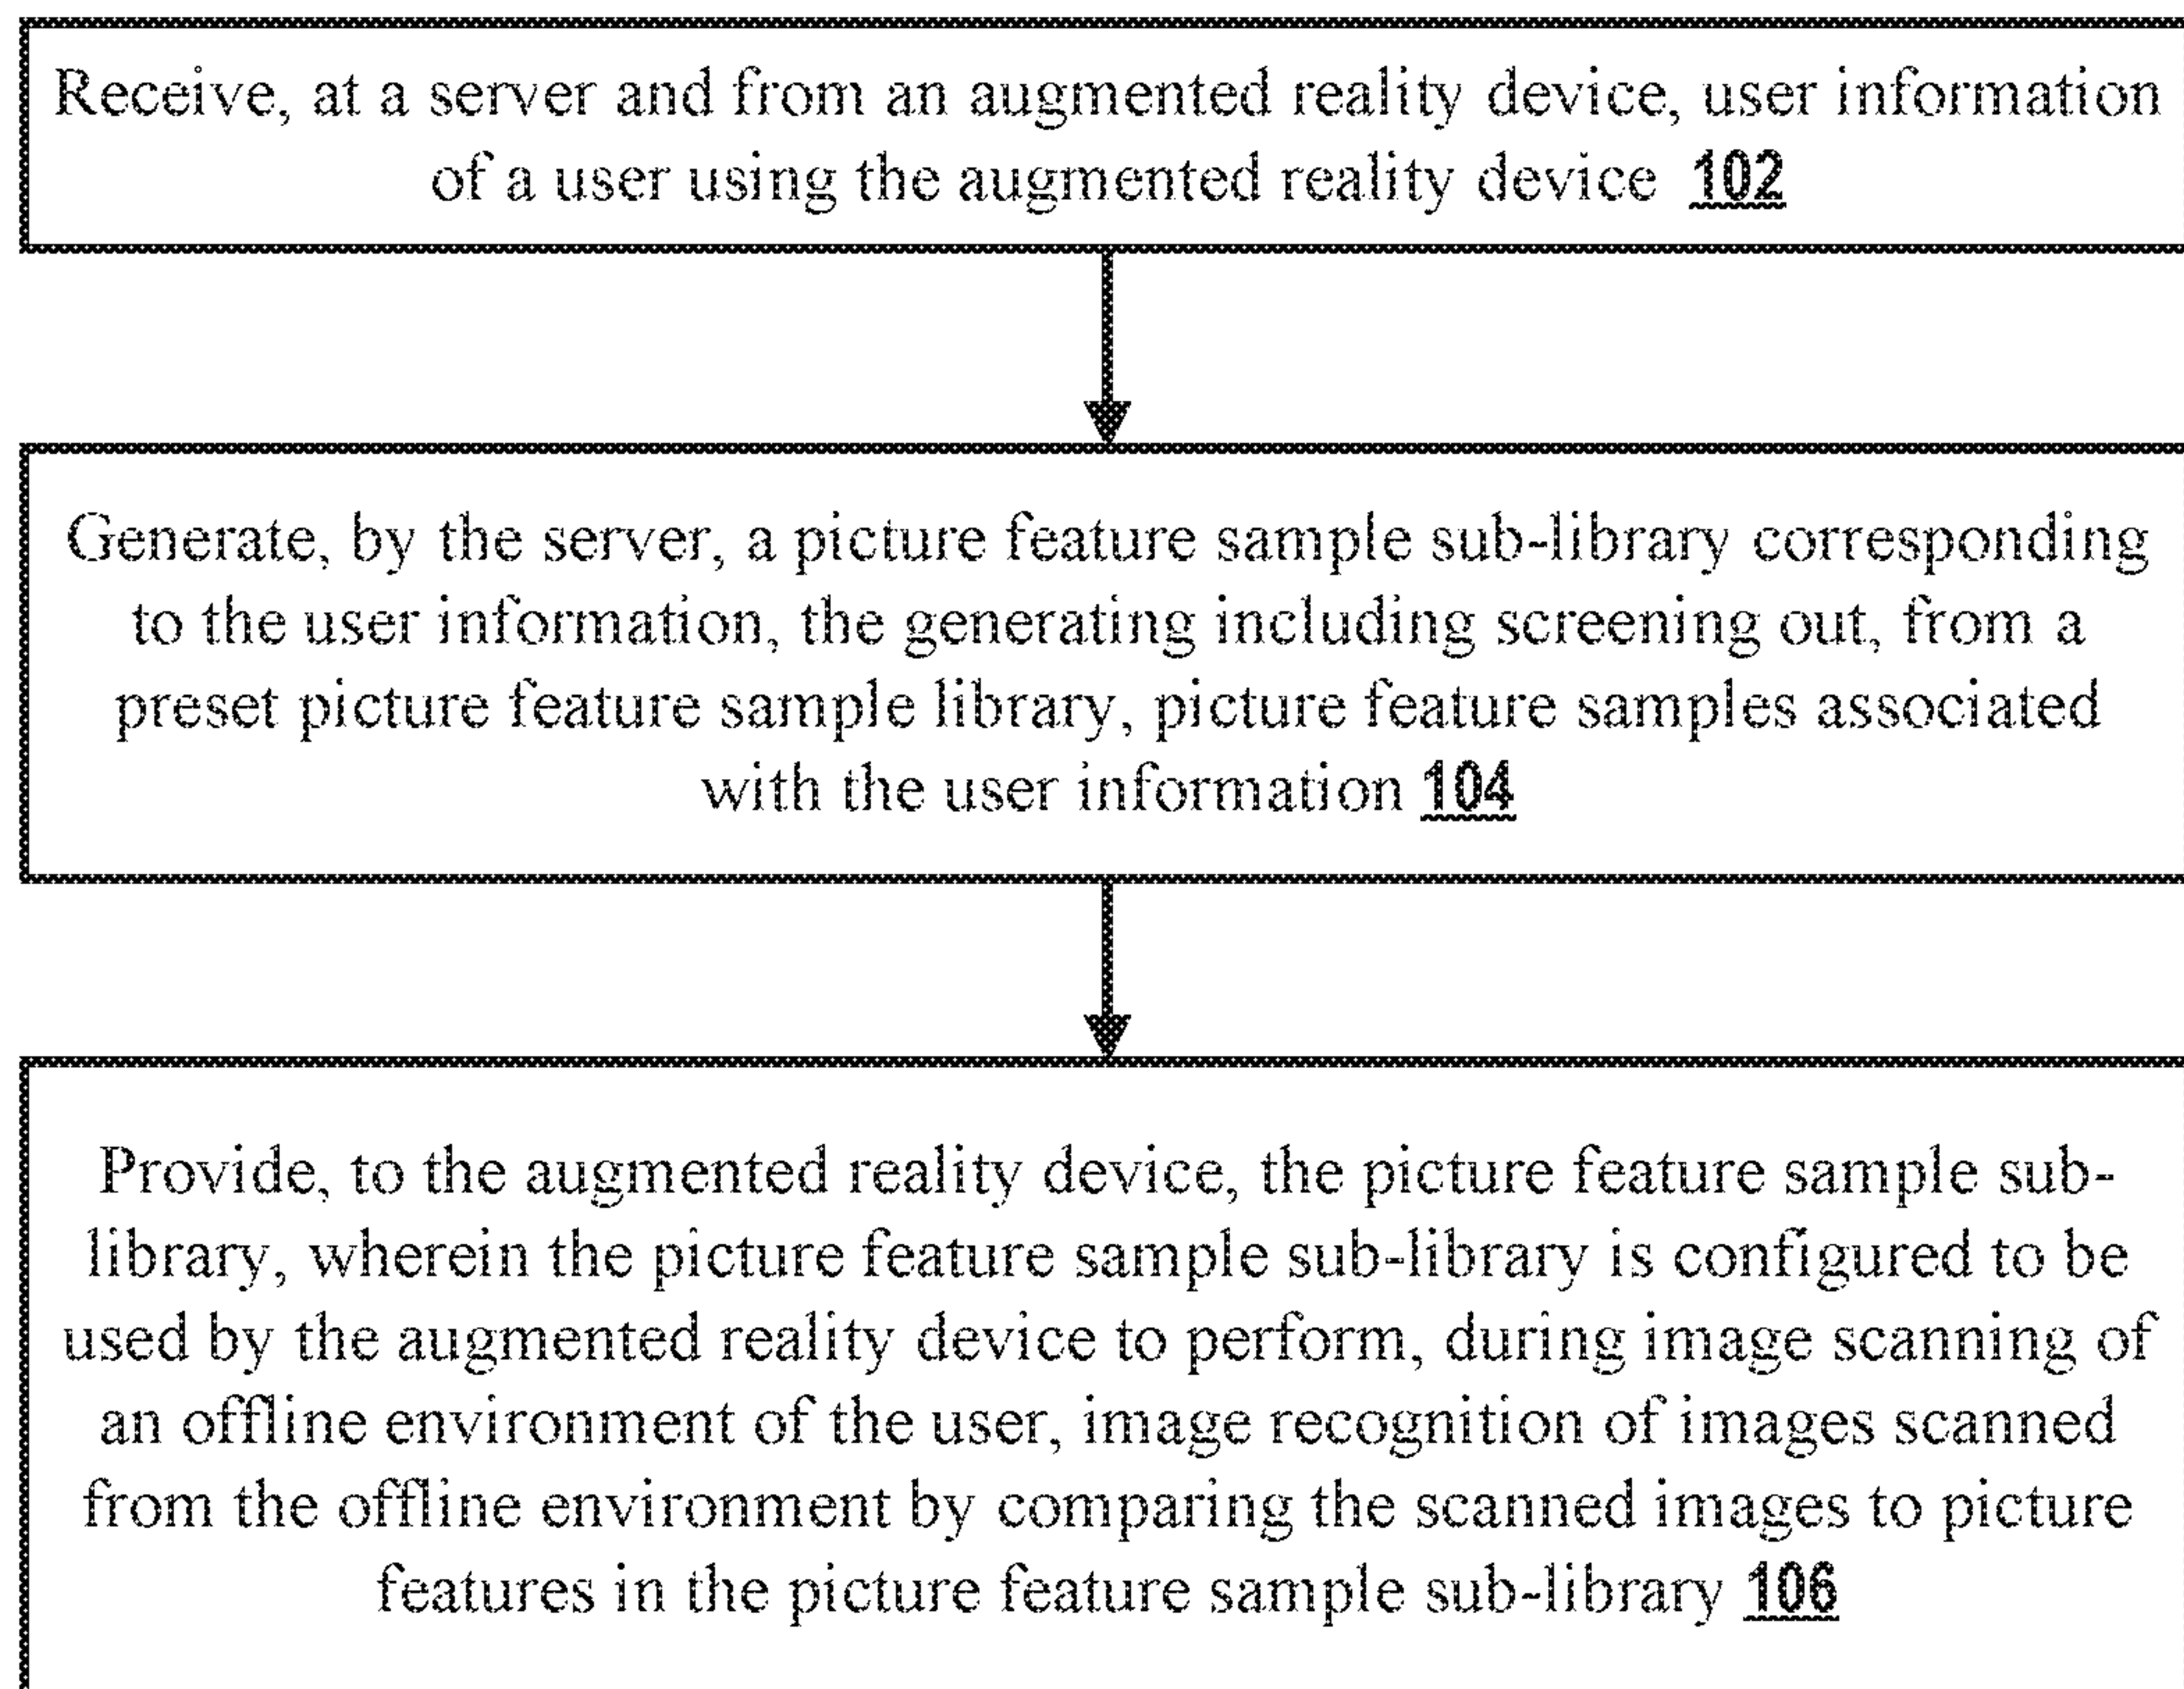 Receive, at a server and from an augmented reality device, user information
of a user using the augmented reality device 102
Generate, by the server, a picture feature sample sub-library corresponding
to the user information, the generating including screening out, from a
preset picture feature sample library, picture feature samples associated
with the user information 104
Provide, to the augmented reality device, the picture feature sample sub-
library, wherein the picture feature sample sub-library is configured to be
used by the augmented reality device to perform, during image scanning of
an offline environment of the user, image recognition of images scanned
from the offline environment by comparing the scanned images to picture
features in the picture feature sample sub-library 106